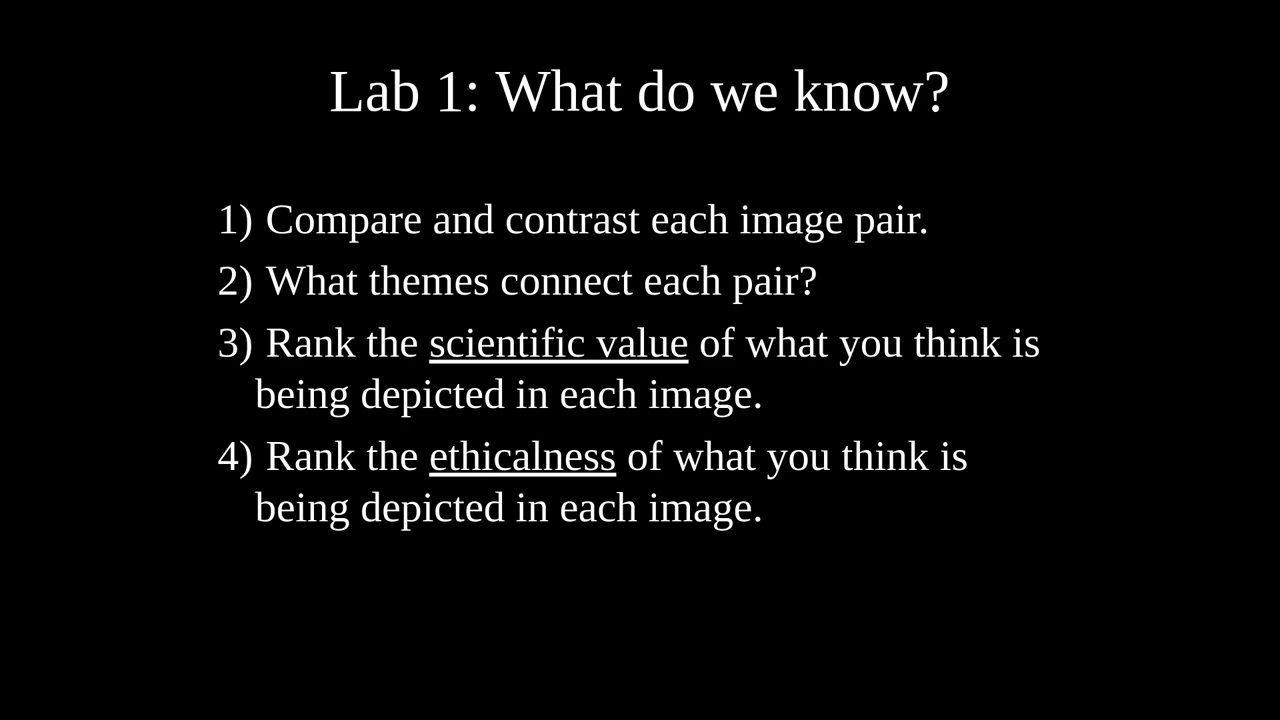 Lab 1: What do we know?
1) Compare and contrast each image pair.
2) What themes connect each pair?
3) Rank the scientific value of what you think is
being depicted in each image.
4) Rank the ethicalness of what you think is
being depicted in each image.